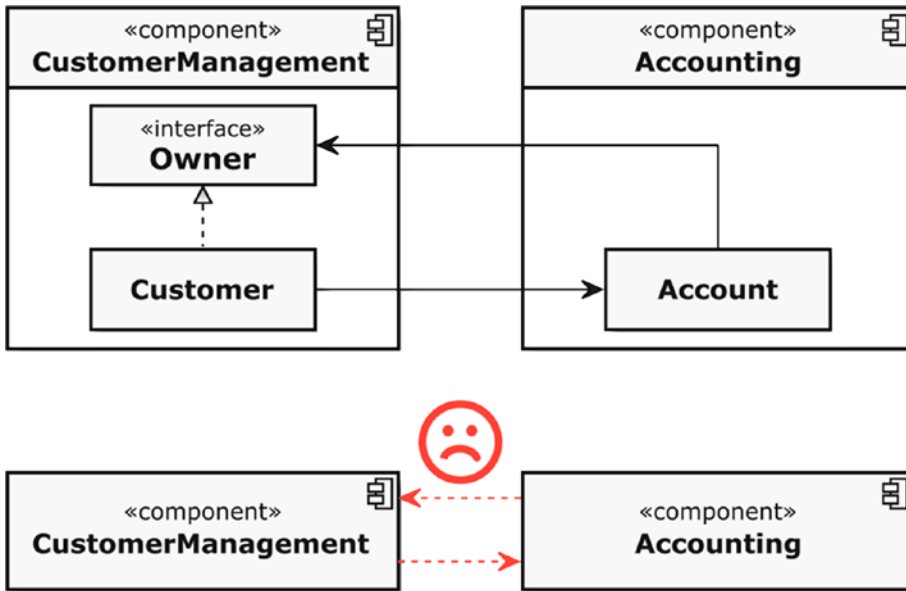 «component»
CustomerManagement
«component»
Accounting
«interface»
Owner
Customer
Account
«component»
CustomerManagement
«component»
Accounting